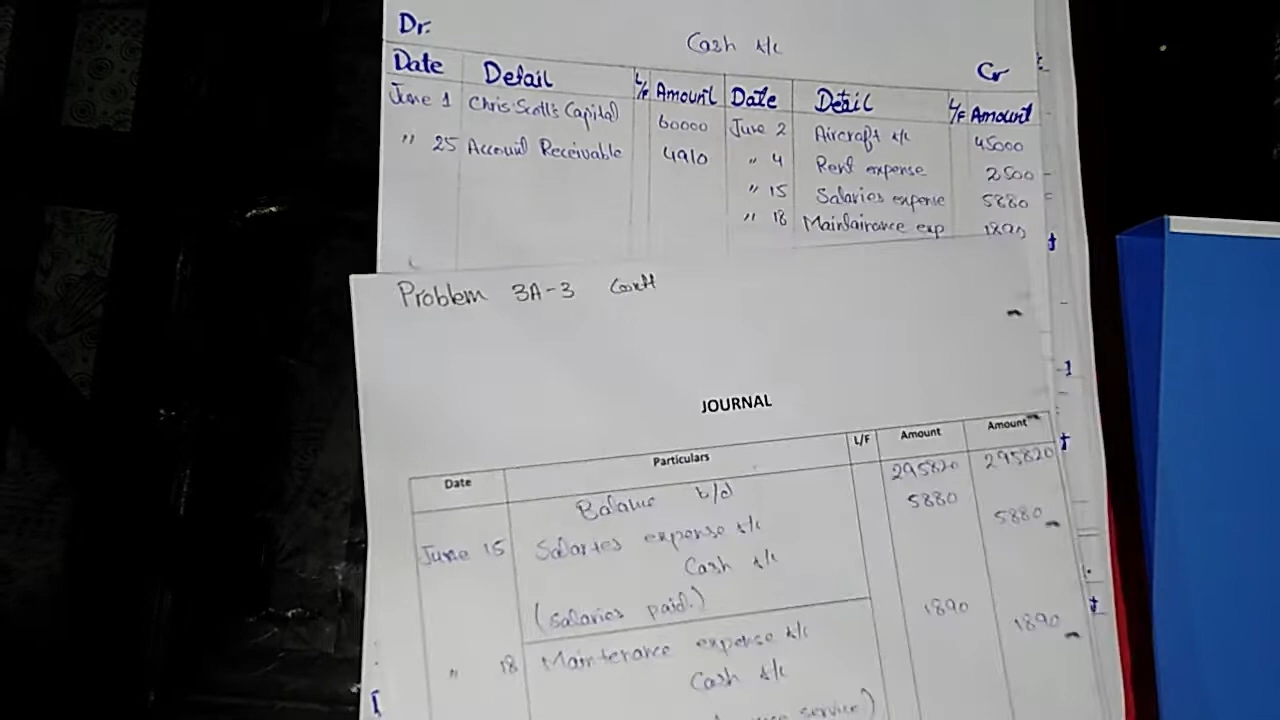 Dr.
Cash A/c
Cr
Date Detail L/F Amount Date Detail L/F Amount
June 1 Chris Scott's Capital 60000 June 2 Aircraft A/c 45000
" 25 Account Receivable 4910 " 4 Rent expense 2500
" 15 Salaries expense 5880
" 18 Maintairance exp 1890
Problem 3A-3 Cont
JOURNAL
Date Particulars L/F Amount Amount
Balance b/d 295820 295820
June 15 Salaries expense A/c 5880
Cash A/c 5880
(Salaries paid.)
" 18 Maintenance expense A/c 1890
Cash A/c 1890
service.)